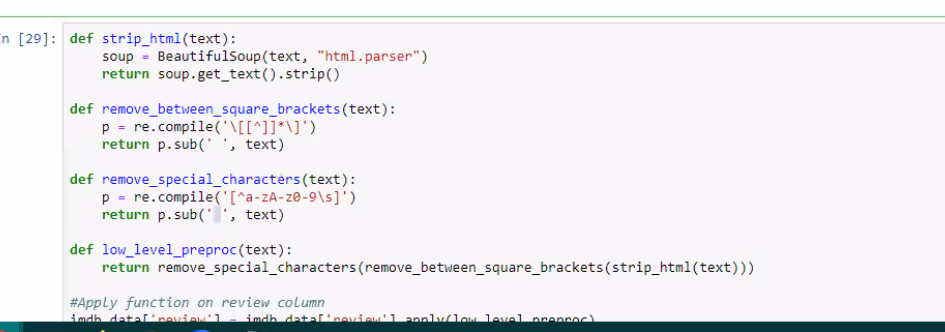 n [29]: def strip_html(text):
soup = BeautifulSoup(text, "html.parser")
return soup.get_text().strip()
def remove_between_square_brackets(text):
p = re.compile('\[[^]]*\]')
return p.sub(' ', text)
def remove_special_characters(text):
p = re.compile('[^a-zA-z0-9\s]')
return p.sub(' ', text)
def low_level_preproc(text):
return remove_special_characters(remove_between_square_brackets(strip_html(text)))
#Apply function on review column
imdb_data['review'] = imdb_data['review'].apply(low_level_preproc)